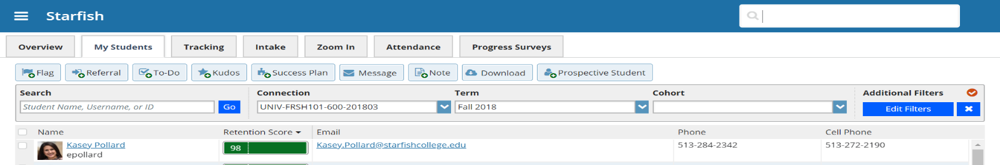 Starfish
Overview My Students Tracking Intake Zoom In Attendance Progress Surveys
Flag Referral To-Do Kudos Success Plan Message Note Download Prospective Student
Search Connection Term Cohort Additional Filters
Student Name, Username, or ID Go UNIV-FRSH101-600-201803 Fall 2018 Edit Filters
Name Retention Score Email Phone Cell Phone
Kasey Pollard 98 Kasey.Pollard@starfishcollege.edu 513-284-2342 513-272-2190
epollard